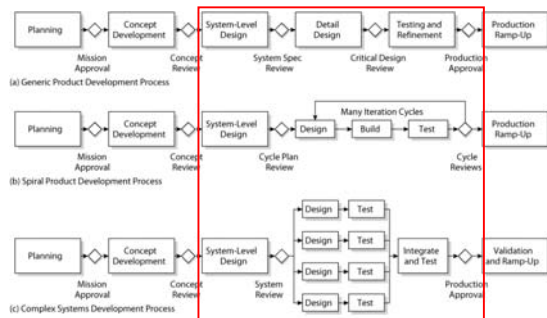 Planning
Concept
Development
System-Level
Design
Detail
Design
Testing and
Refinement
Production
Ramp-Up
Mission
Approval
Concept
Review
System Spec
Review
Critical Design
Review
Production
Approval
(a) Generic Product Development Process
Many Iteration Cycles
Planning
Concept
Development
System-Level
Design
Design
Build
Test
Production
Ramp-Up
Mission
Approval
Concept
Review
Cycle Plan
Review
Cycle
Reviews
(b) Spiral Product Development Process
Design
Test
Design
Test
Planning
Concept
Development
System-Level
Design
Integrate
and Test
Validation
and Ramp-Up
Design
Test
Mission
Approval
Concept
Review
System
Review
Production
Approval
Design
Test
(c) Complex Systems Development Process